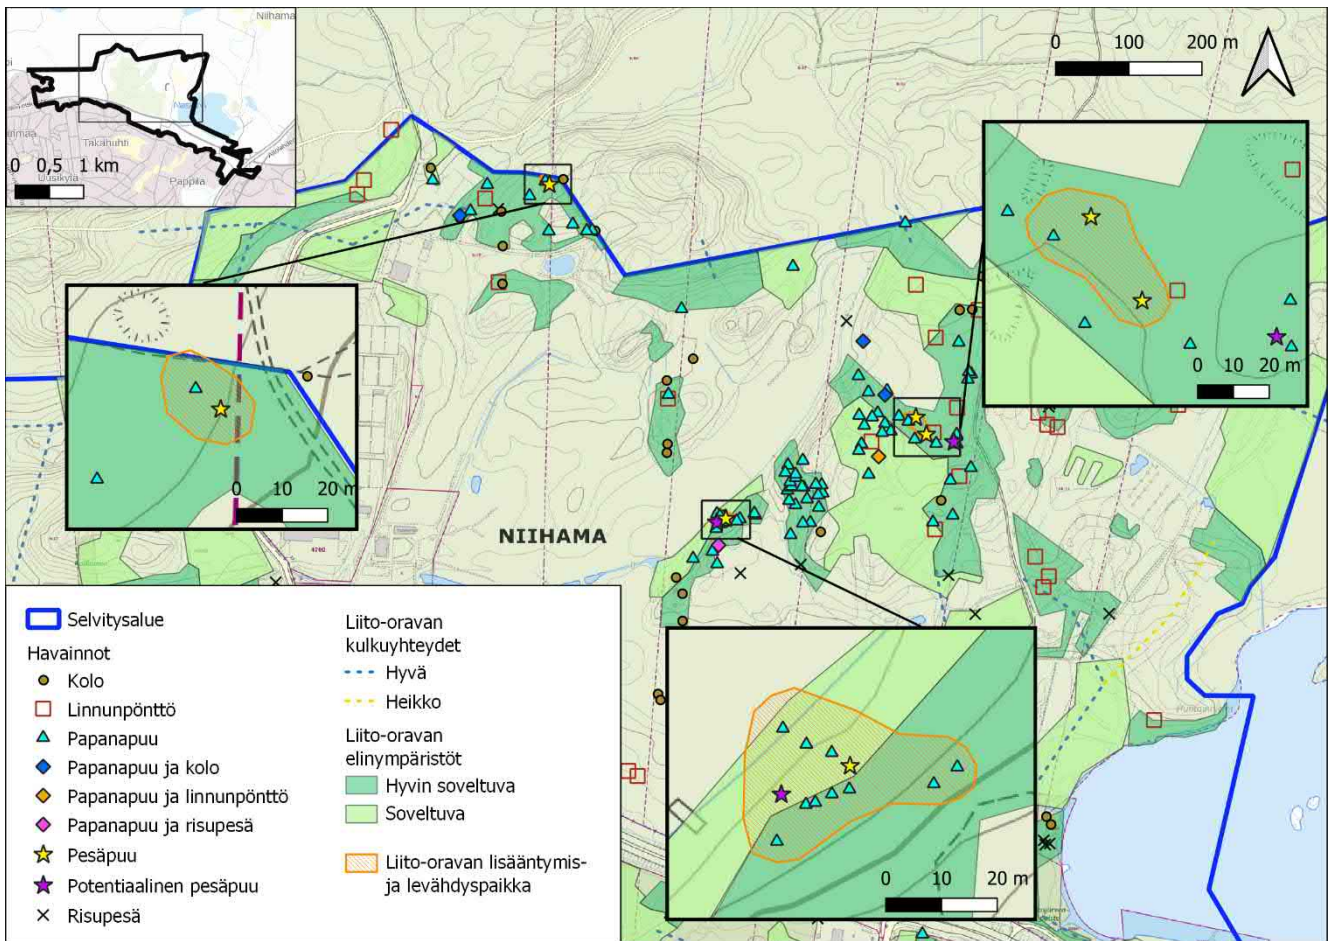 Niihama
Takahuhti
Uusikylä
Pappila
0 0,5 1 km
0 100 200 m
0 10 20 m
0 10 20 m
NIIHAMA
0 10 20 m
Selvitysalue
Havainnot
Kolo
Linnunpönttö
Papanapuu
Papanapuu ja kolo
Papanapuu ja linnunpönttö
Papanapuu ja risupesä
Pesäpuu
Potentiaalinen pesäpuu
Risupesä
Liito-oravan
kulkuyhteydet
Hyvä
Heikko
Liito-oravan
elinympäristöt
Hyvin soveltuva
Soveltuva
Liito-oravan lisääntymis-
ja levähdyspaikka